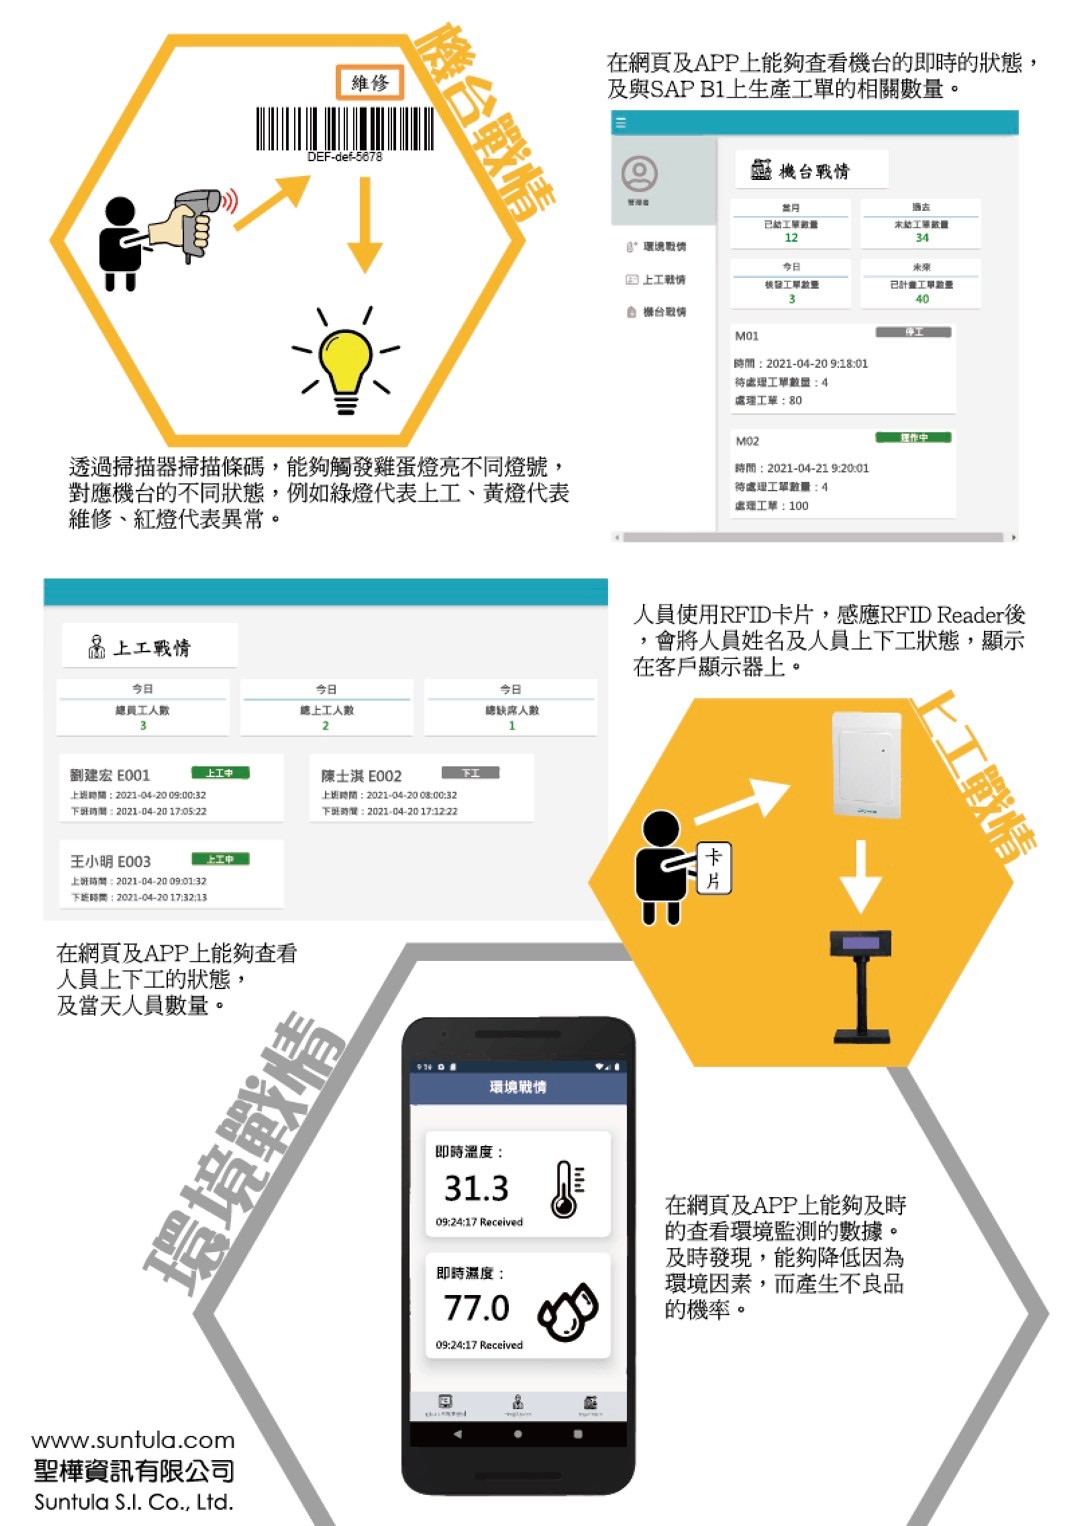 機台戰情
維修
DEF-def-5678
透過掃描器掃描條碼，能夠觸發雞蛋燈亮不同燈號，
對應機台的不同狀態，例如綠燈代表上工、黃燈代表
維修、紅燈代表異常。
在網頁及APP上能夠查看機台的即時的狀態，
及與SAP B1上生產工單的相關數量。
管理者
環境戰情
上工戰情
機台戰情
機台戰情
當月
已結工單數量
12
過去
未結工單數量
34
今日
核發工單數量
3
未來
已計畫工單數量
40
M01
停工
時間：2021-04-20 9:18:01
待處理工單數量：4
處理工單：80
M02
運作中
時間：2021-04-21 9:20:01
待處理工單數量：4
處理工單：100
上工戰情
今日
總員工人數
3
今日
總上工人數
2
今日
總缺席人數
1
劉建宏 E001
上工中
上班時間：2021-04-20 09:00:32
下班時間：2021-04-20 17:05:22
陳士淇 E002
下工
上班時間：2021-04-20 08:00:32
下班時間：2021-04-20 17:12:22
王小明 E003
上工中
上班時間：2021-04-20 09:01:32
下班時間：2021-04-20 17:32:13
在網頁及APP上能夠查看
人員上下工的狀態，
及當天人員數量。
人員使用RFID卡片，感應RFID Reader後
，會將人員姓名及人員上下工狀態，顯示
在客戶顯示器上。
上工戰情
卡
片
環境戰情
環境戰情
即時溫度：
31.3
09:24:17 Received
即時濕度：
77.0
09:24:17 Received
在網頁及APP上能夠及時
的查看環境監測的數據。
及時發現，能夠降低因為
環境因素，而產生不良品
的機率。
www.suntula.com
聖樺資訊有限公司
Suntula S.I. Co., Ltd.